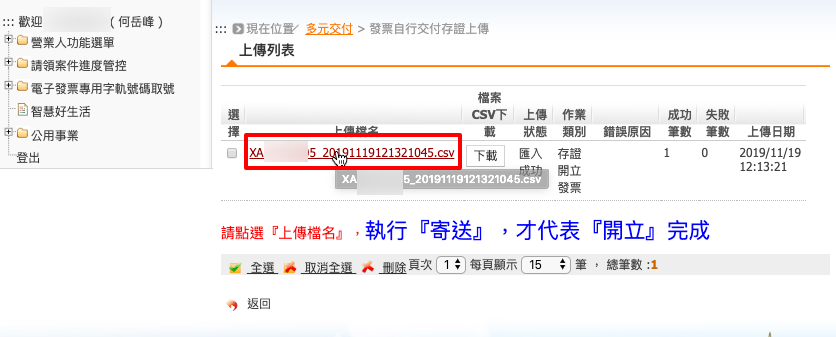 ::: 歡迎 （何岳峰）
營業人功能選單
請領案件進度管控
電子發票專用字軌號碼取號
智慧好生活
公用事業
登出
::: 現在位置／ 多元交付 > 發票自行交付存證上傳
上傳列表
選擇 上傳檔名 檔案CSV下載 上傳狀態 作業類別 錯誤原因 成功筆數 失敗筆數 上傳日期
XA 05_20191119121321045.csv 下載 匯入成功 存證開立發票 1 0 2019/11/19 12:13:21
XA 5_20191119121321045.csv
請點選『上傳檔名』，執行『寄送』，才代表『開立』完成
全選 取消全選 刪除 頁次 1 每頁顯示 15 筆 ， 總筆數 :1
返回